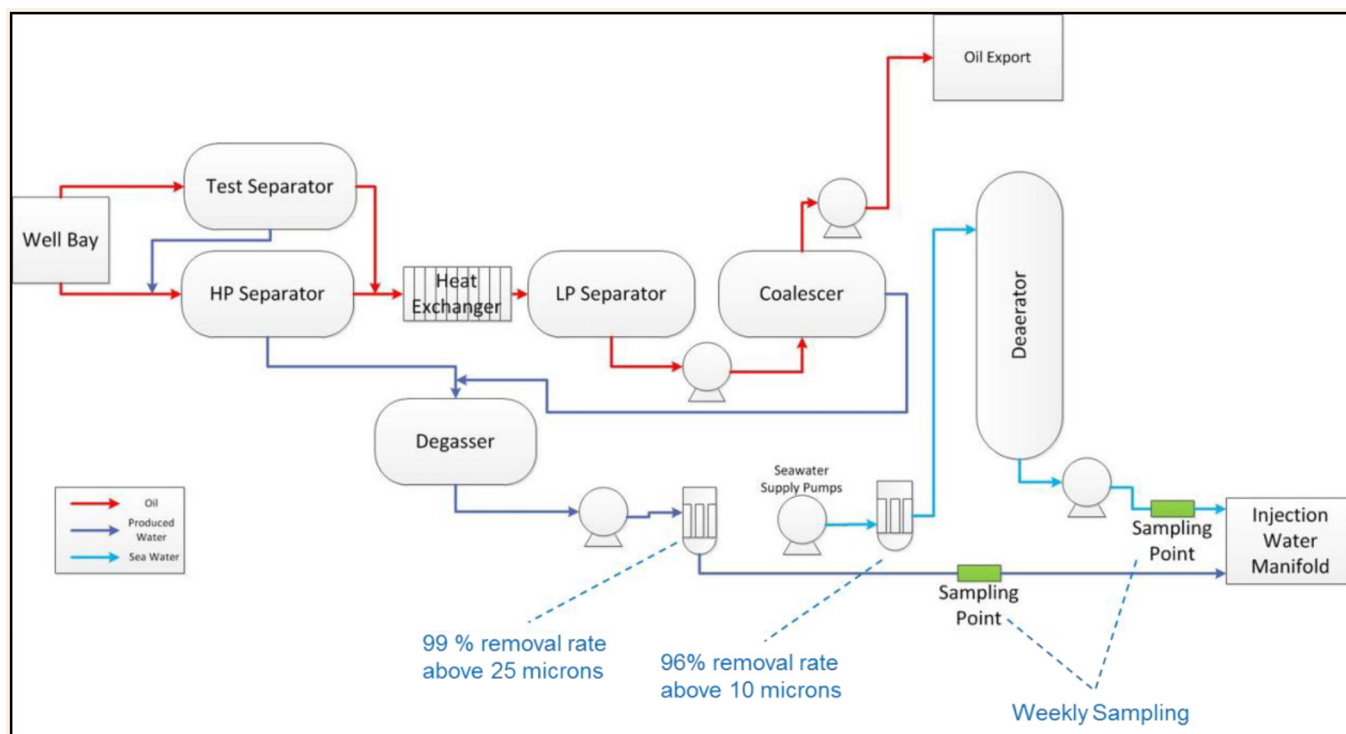 Oil Export
Test Separator
Well Bay
HP Separator
Heat
Exchanger
LP Separator
Coalescer
Deaerator
Degasser
Seawater
Supply Pumps
Oil
Produced
Water
Sea Water
Sampling
Point
Injection
Water
Manifold
Sampling
Point
99 % removal rate
above 25 microns
96% removal rate
above 10 microns
Weekly Sampling